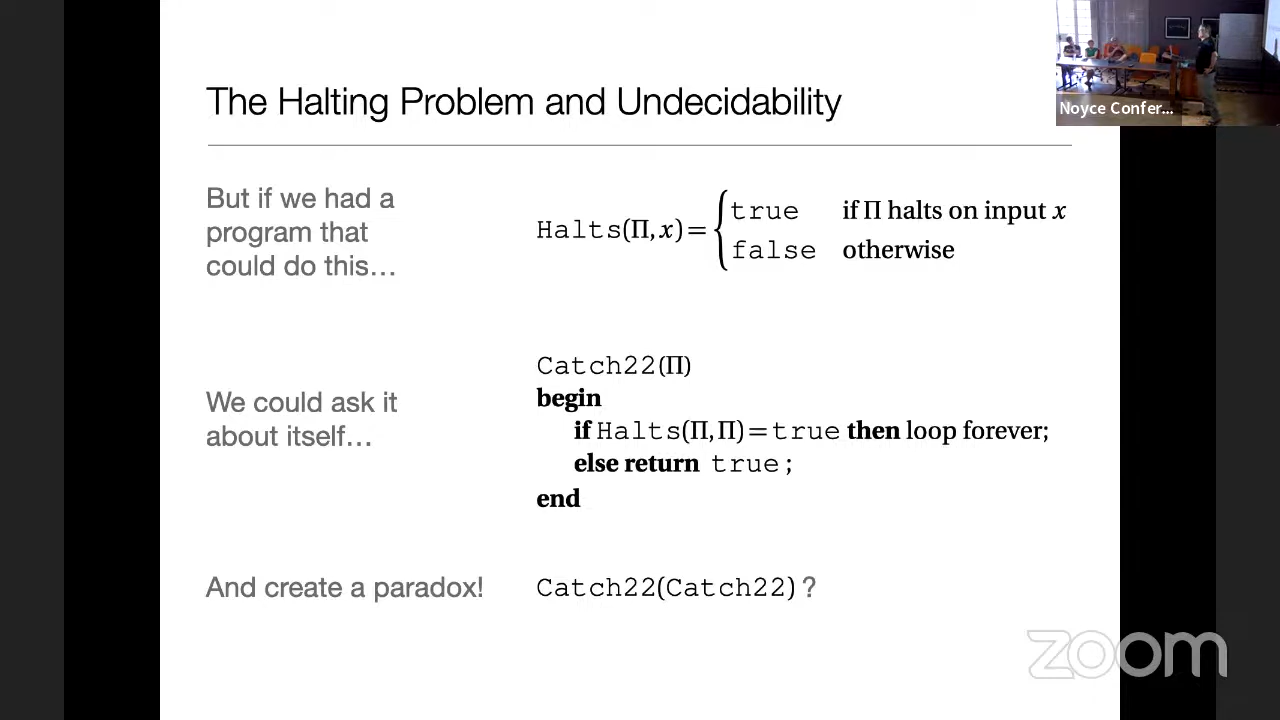 The Halting Problem and Undecidability
Noyce Confer...
But if we had a
program that
could do this…
Halts(Π, x) = { true if Π halts on input x
false otherwise
We could ask it
about itself…
Catch22(Π)
begin
if Halts(Π,Π) = true then loop forever;
else return true;
end
And create a paradox!
Catch22(Catch22)?
zoom